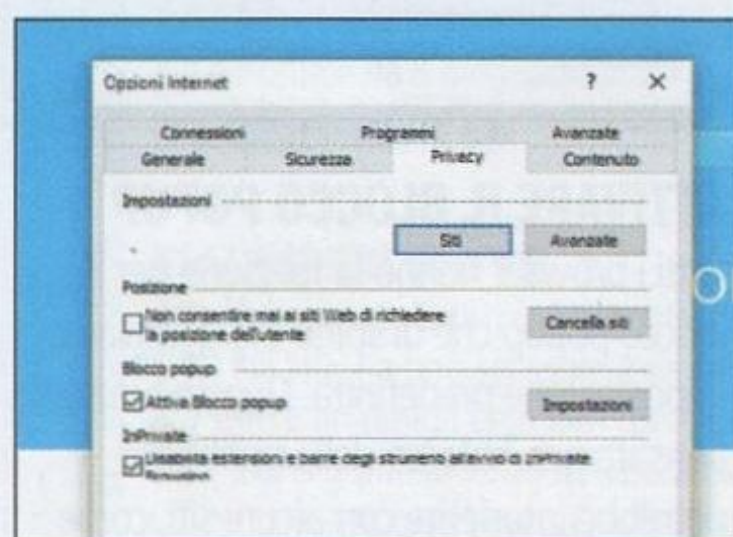 Opzioni Internet ? ×
Connessioni Programmi Avanzate
Generale Sicurezza Privacy Contenuto
Impostazioni
Siti Avanzate
Posizione
Non consentire mai ai siti Web di richiedere
la posizione dell'utente
Cancella siti
Blocco popup
Attiva Blocco popup
Impostazioni
InPrivate
Disabilita estensioni e barre degli strumenti all'avvio di InPrivate
Browsing